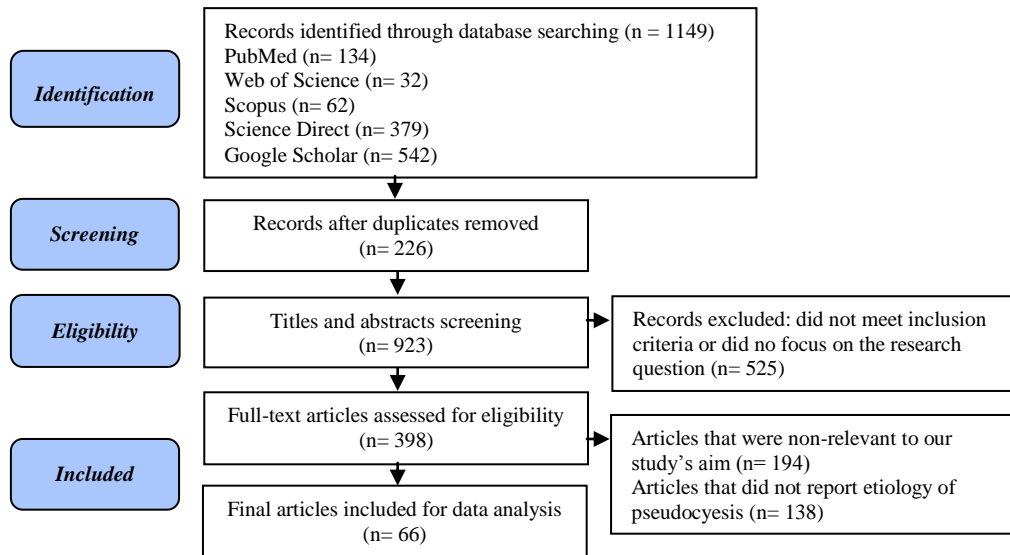 Records identified through database searching (n = 1149)
PubMed (n= 134)
Web of Science (n= 32)
Scopus (n= 62)
Science Direct (n= 379)
Google Scholar (n= 542)
Identification
Screening
Records after duplicates removed
(n= 226)
Eligibility
Titles and abstracts screening
(n= 923)
Records excluded: did not meet inclusion
criteria or did no focus on the research
question (n= 525)
Included
Full-text articles assessed for eligibility
(n= 398)
Articles that were non-relevant to our
study’s aim (n= 194)
Articles that did not report etiology of
pseudocyesis (n= 138)
Final articles included for data analysis
(n= 66)